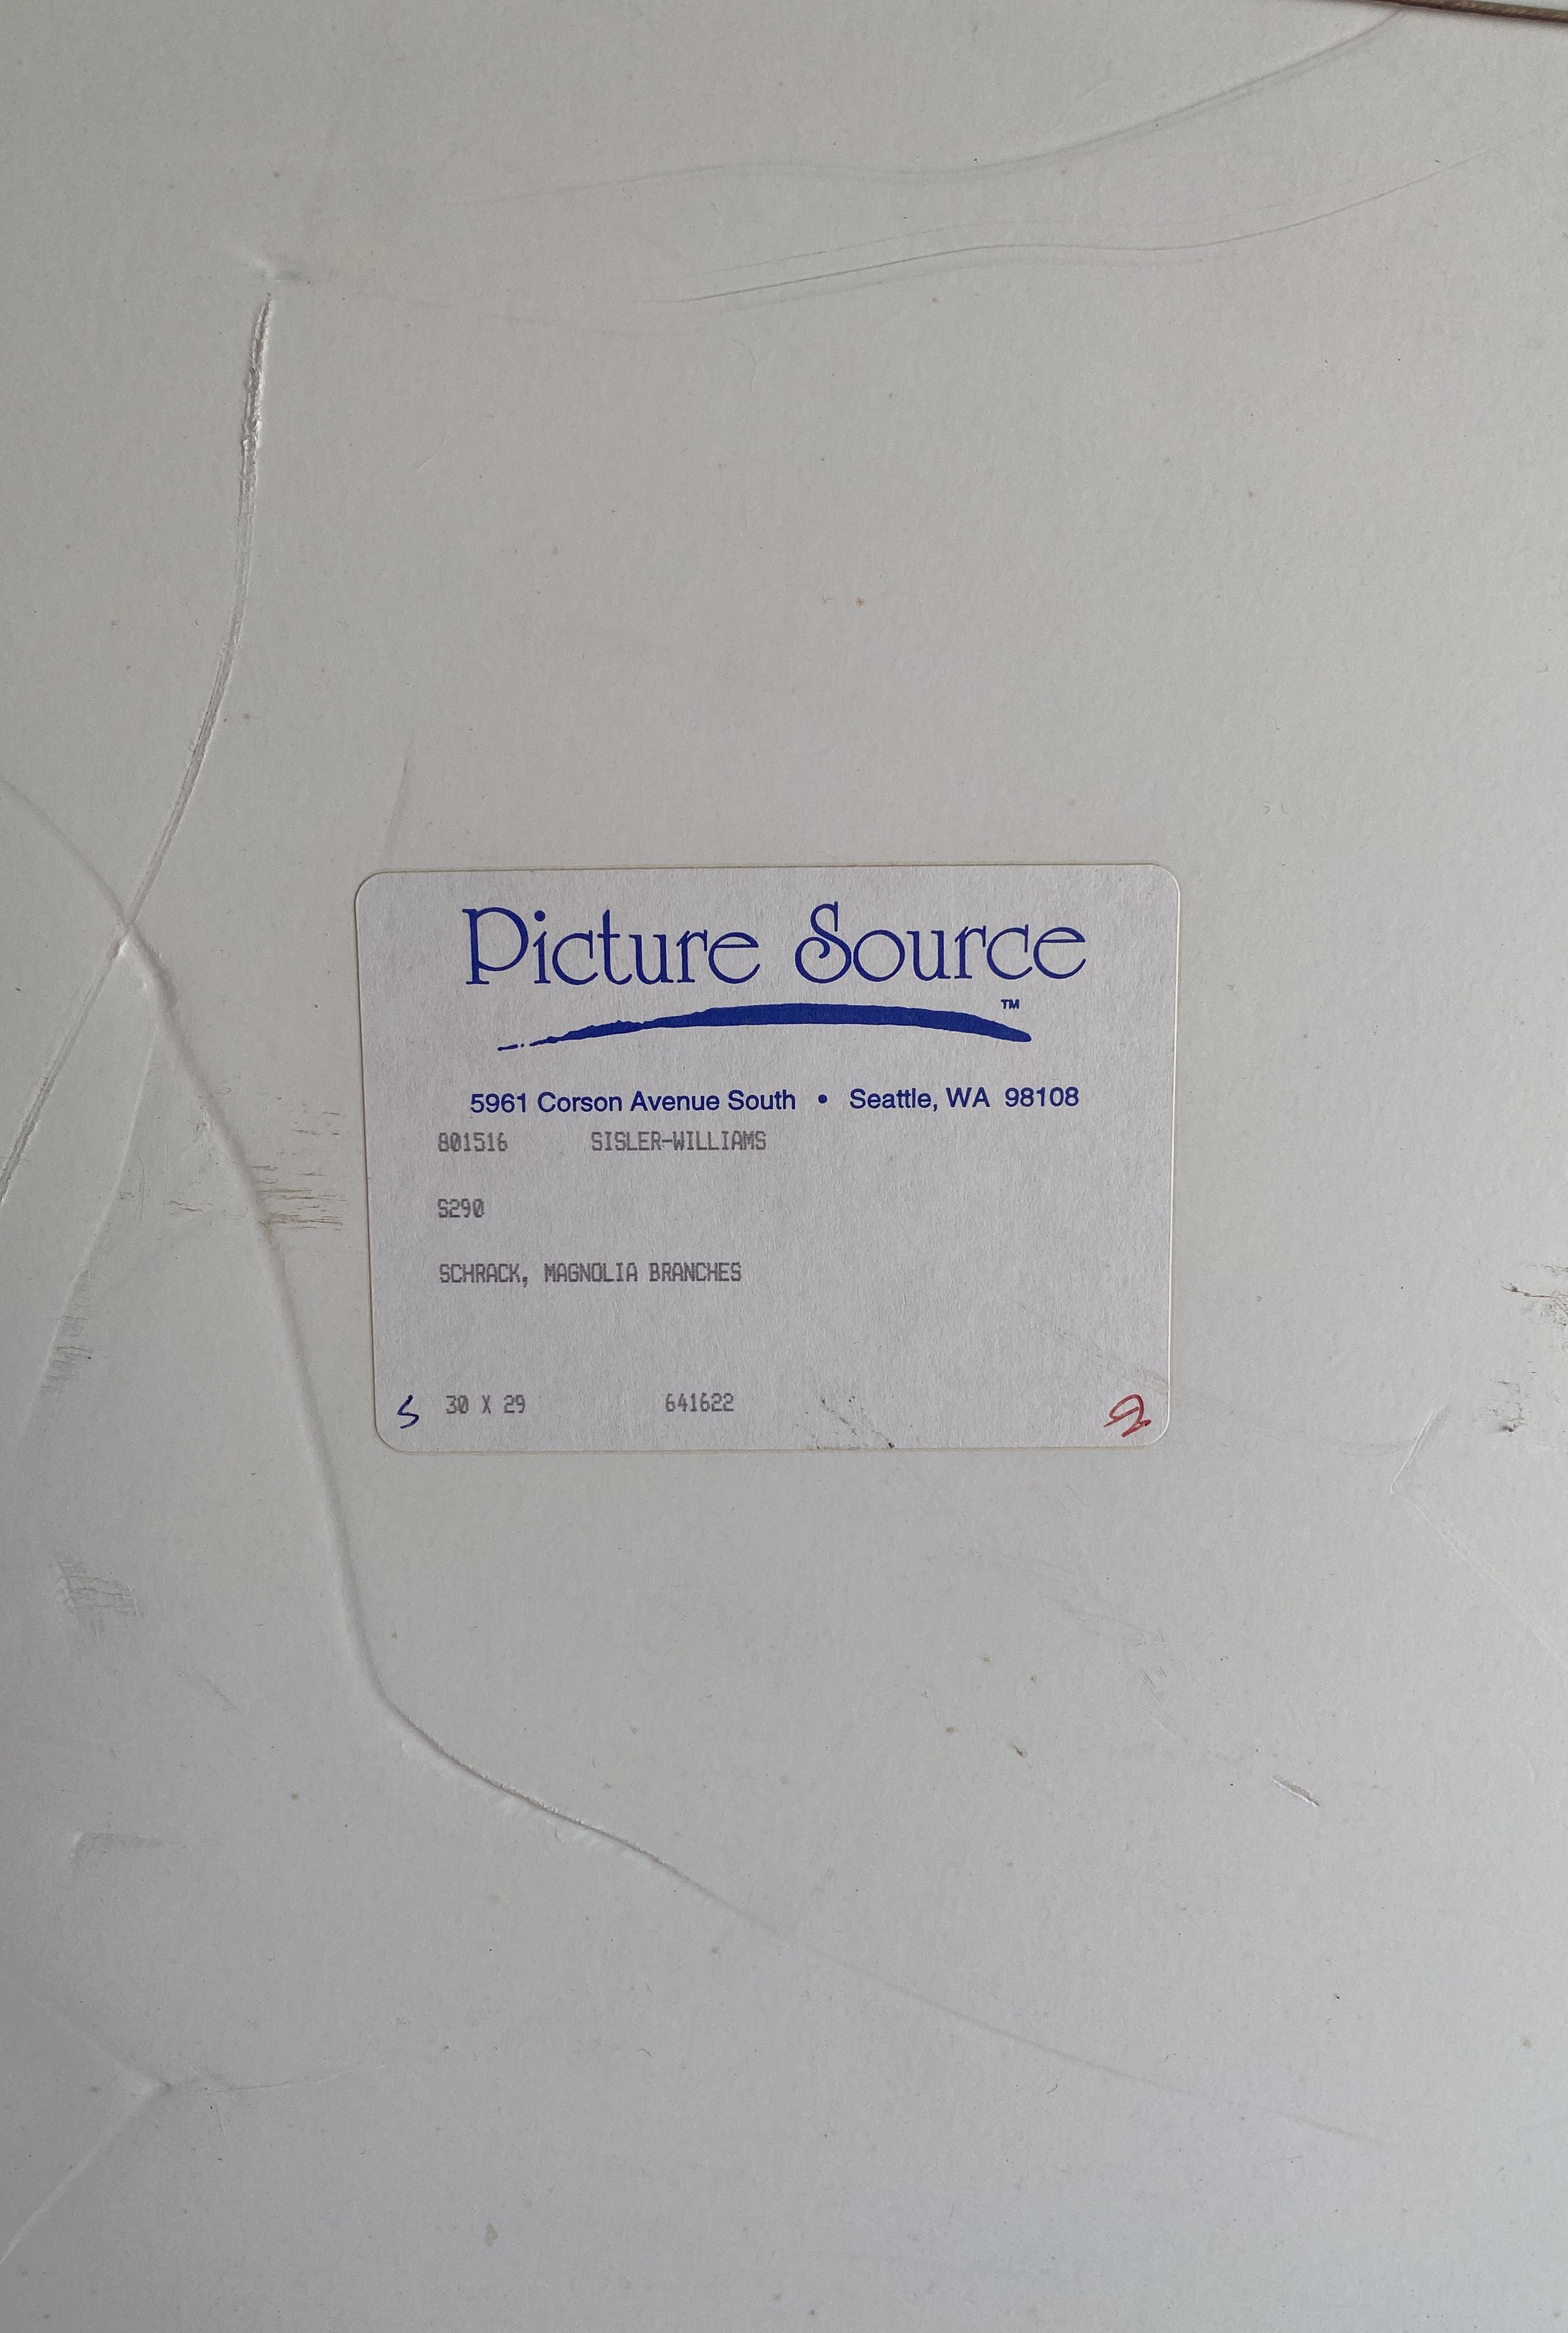 Picture Source
TM
5961 Corson Avenue South • Seattle, WA 98108
801516 SISLER-WILLIAMS
S290
SCHRACK, MAGNOLIA BRANCHES
S 30 X 29 641622